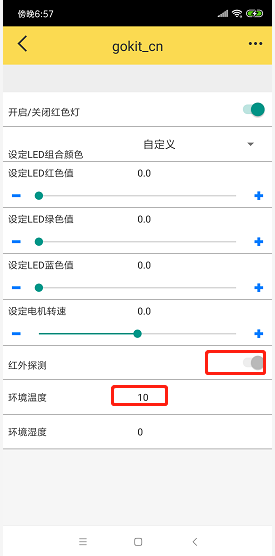 傍晚6:57
gokit_cn
开启/关闭红色灯
设定LED组合颜色 自定义
设定LED红色值 0.0
设定LED绿色值 0.0
设定LED蓝色值 0.0
设定电机转速 0.0
红外探测
环境温度 10
环境湿度 0